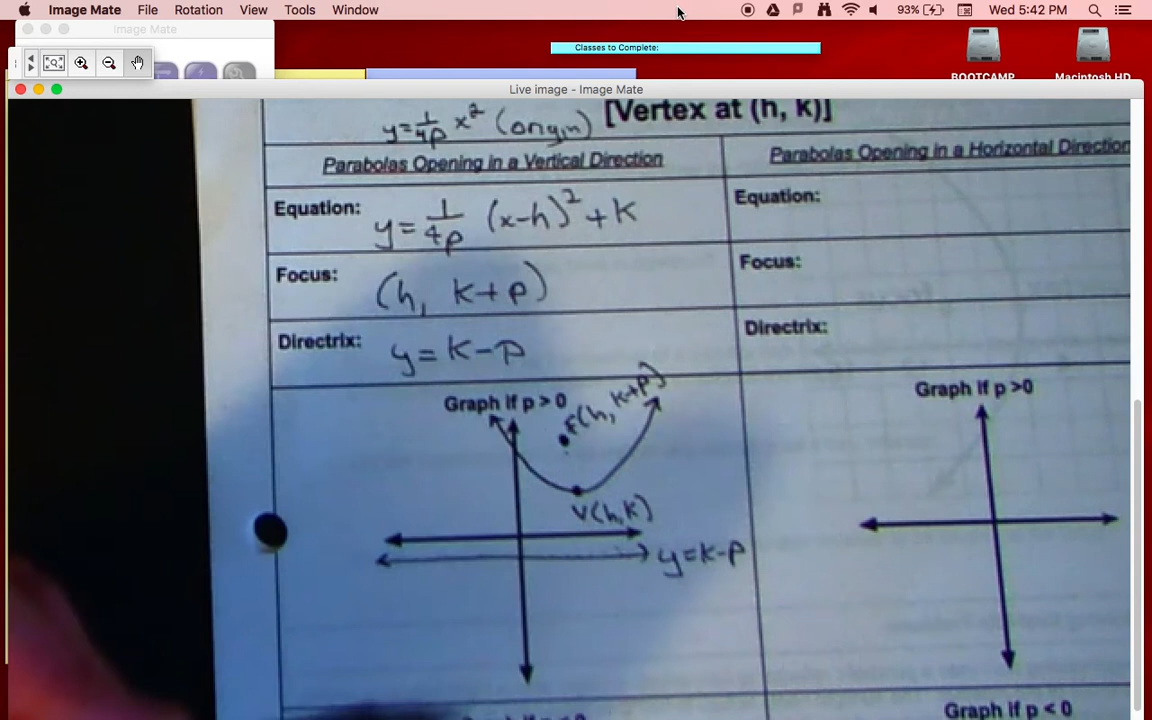 Image Mate File Rotation View Tools Window 93% Wed 5:42 PM
Image Mate
Classes to Complete:
BOOTCAMP Macintosh HD
Live image - Image Mate
y=1/4p x² (origin) [Vertex at (h, k)]
Parabolas Opening in a Vertical Direction
Parabolas Opening in a Horizontal Direction
Equation: y=1/4p (x-h)²+k
Equation:
Focus: (h, k+p)
Focus:
Directrix: y=k-p
Directrix:
Graph if p > 0
F(h, k+p)
V(h,k)
y=k-p
Graph if p >0
Graph if p < 0